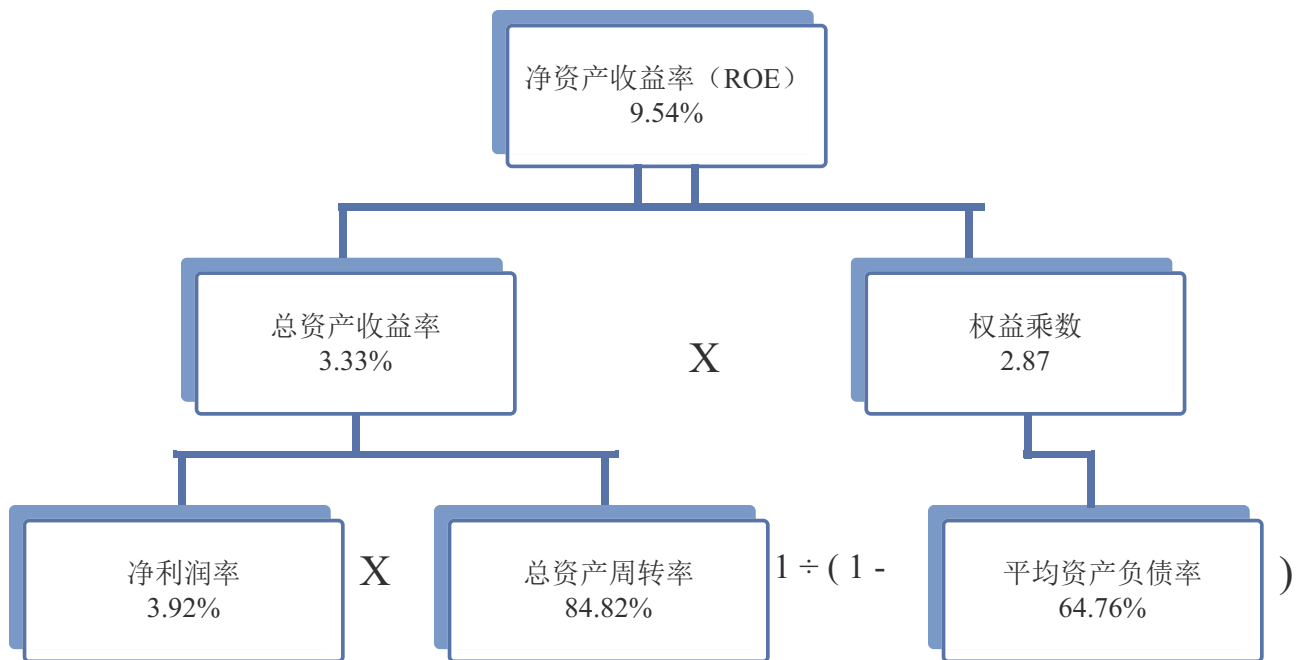 净资产收益率（ROE）
9.54%
总资产收益率
3.33%
X
权益乘数
2.87
净利润率
3.92%
X
总资产周转率
84.82%
1 ÷ ( 1 -
平均资产负债率
64.76%
)